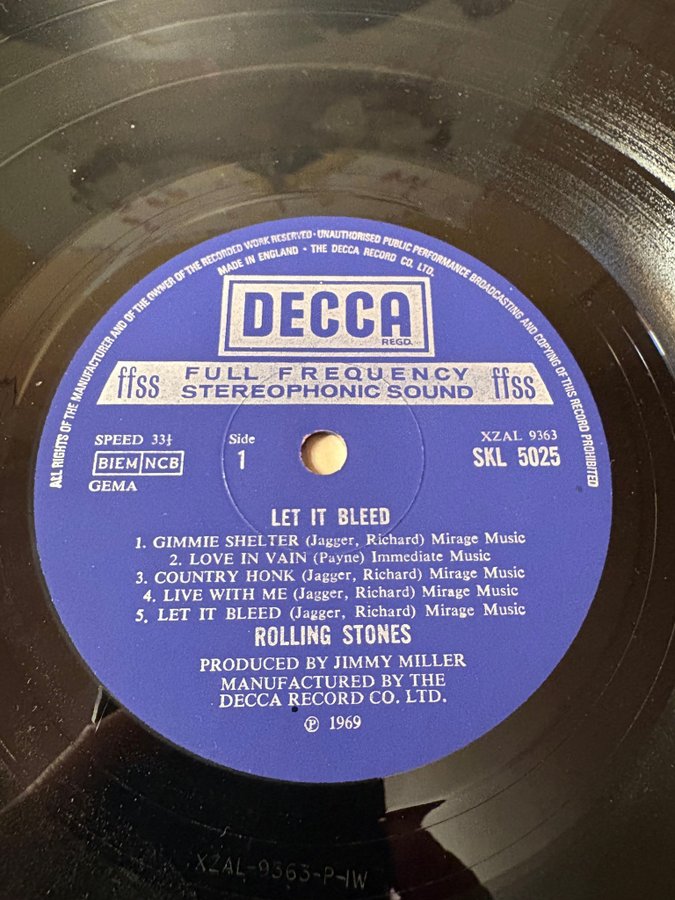 ALL RIGHTS OF THE MANUFACTURER AND OF THE OWNER OF THE RECORDED WORK RESERVED · UNAUTHORISED PUBLIC PERFORMANCE BROADCASTING AND COPYING OF THIS RECORD PROHIBITED
MADE IN ENGLAND · THE DECCA RECORD CO. LTD.
DECCA
REGD.
ffss FULL FREQUENCY ffss
STEREOPHONIC SOUND
SPEED 33⅓ Side XZAL 9363
BIEM NCB 1 SKL 5025
GEMA
LET IT BLEED
1. GIMMIE SHELTER (Jagger, Richard) Mirage Music
2. LOVE IN VAIN (Payne) Immediate Music
3. COUNTRY HONK (Jagger, Richard) Mirage Music
4. LIVE WITH ME (Jagger, Richard) Mirage Music
5. LET IT BLEED (Jagger, Richard) Mirage Music
ROLLING STONES
PRODUCED BY JIMMY MILLER
MANUFACTURED BY THE
DECCA RECORD CO. LTD.
℗ 1969
XZAL-9363-P-1W